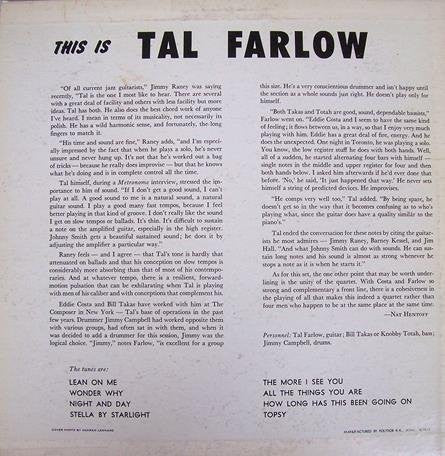 THIS IS TAL FARLOW
"Of all current jam guitarists," Jimmy Raney was saying
recently, "Tal is the one I most like to hear. There are several
with a great deal of facility and others with less facility but more
ideas. Tal has both. He also does the best chord work of anyone
I've heard. I mean in terms of its musicality, not necessarily its
polish. He has a wild harmonic sense, and fortunately, the long
fingers to match it.
"His time and sound are fine," Raney adds, "and I'm especi-
ally impressed by the fact that when he plays a solo, he's never
unsure and never hung up. It's not that he's worked out a bag
of tricks — because he really does improvise — but that he knows
what he's doing and is in complete control all the time.
Tal himself, during a Metronome interview, stressed the im-
portance to him of sound. "If I don't get a good sound, I can't
play at all. A good sound to me is a natural sound, a natural
guitar sound. I play a good many fast tempos, because I feel
better playing in that kind of groove. I don't really like the sound
I get on slow tempos or ballads. It's thin. It's difficult to sustain
a note on the amplified guitar, especially in the high register.
Johnny Smith gets a beautiful sustained sound; he does it by
adjusting the amplifier a particular way."
Raney feels — and I agree — that Tal's tone is hardly that
attenuated on ballads and that his conception on slow tempos is
considerably more absorbing than that of most of his contempo-
raries. And at whatever tempo, there is a resilient, forward-
motion pulsation that can be exhilarating when Tal is playing
with men of his caliber and with conceptions that complement his.
Eddie Costa and Bill Takas have worked with him at The
Composer in New York — Tal's base of operations in the past
few years. Drummer Jimmy Campbell had worked opposite them
with various groups, had often sat in with them, and when it
was decided to add a drummer for this session, Jimmy was the
logical choice. "Jimmy," notes Farlow, "is excellent for a group
this size. He's a very conscientious drummer and isn't happy until
the section as a whole sounds just right. He doesn't play only for
himself.
"Both Takas and Totah are good, sound, dependable bassists,"
Farlow went on. "Eddie Costa and I seem to have the same kind
of feeling; it flows between us, in a way, so that I enjoy very much
playing with him. Eddie has a great deal of fire, energy. And he
does the unexpected. One night in Toronto, he was playing a solo.
You know, the low register stuff he does with both hands. Well,
all of a sudden, he started alternating four bars with himself —
single notes in the middle and upper register for four and then
both hands below. I asked him afterwards if he'd ever done that
before. 'No,' he said, 'It just happened that way.' He never sets
himself a string of predicted devices. He improvises.
"He comps very well too," Tal added. "By being spare, he
doesn't get so in the way that it becomes confusing as to who's
playing what, since the guitar does have a quality similar to the
piano's."
Tal ended the conversation for these notes by citing the guitar-
ists he most admires — Jimmy Raney, Barney Kessel, and Jim
Hall. "And what Johnny Smith can do with sounds. He can sus-
tain long notes and his sound is almost as strong whenever he
stops a note as it is when he starts it."
As for this set, the one other point that may be worth under-
lining is the unity of the quartet. With Costa and Farlow so
strong and complementary a front line, there is a cohesiveness in
the playing of all that makes this indeed a quartet rather than
four men who happen to be at the same place at the same time.
—NAT HENTOFF
Personnel: Tal Farlow, guitar; Bill Takas or Knobby Totah, bass;
Jimmy Campbell, drums.
The tunes are:
LEAN ON ME
WONDER WHY
NIGHT AND DAY
STELLA BY STARLIGHT
THE MORE I SEE YOU
ALL THE THINGS YOU ARE
HOW LONG HAS THIS BEEN GOING ON
TOPSY
COVER PHOTO BY HERMAN LEONARD
MANUFACTURED BY POLYDOR K.K.